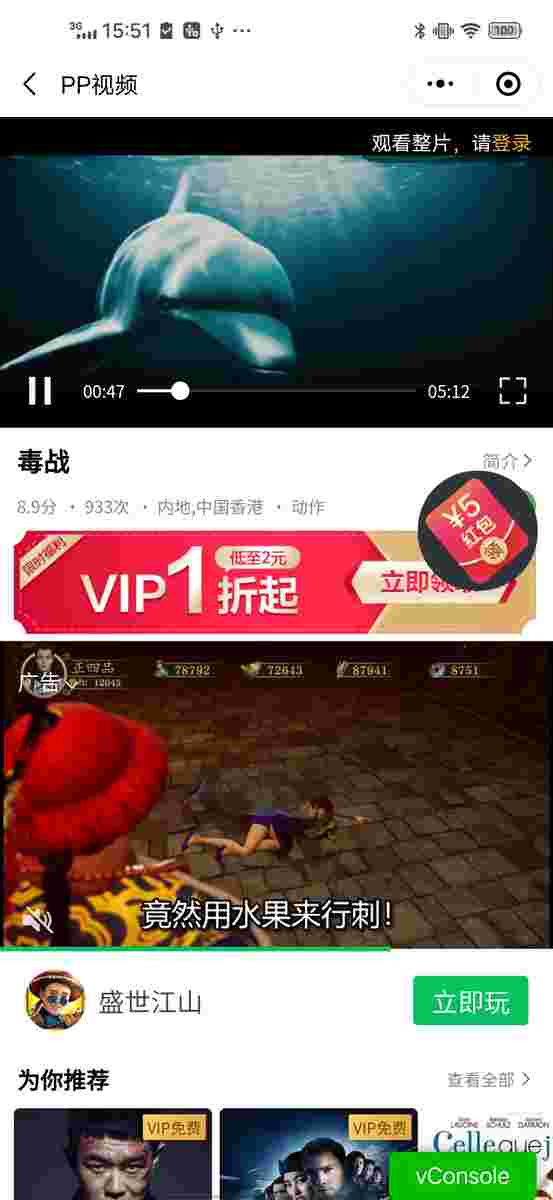 3G 15:51 100
PP视频
观看整片，请登录
00:47 05:12
毒战
简介
8.9分 · 933次 · 内地,中国香港 · 动作
¥5
红包
领
限时福利
VIP1折起
低至2元
立即领
正四品 78792 72643 87941 8751
广告
12643
竟然用水果来行刺！
盛世江山
立即玩
为你推荐
查看全部
VIP免费
VIP免费
vConsole